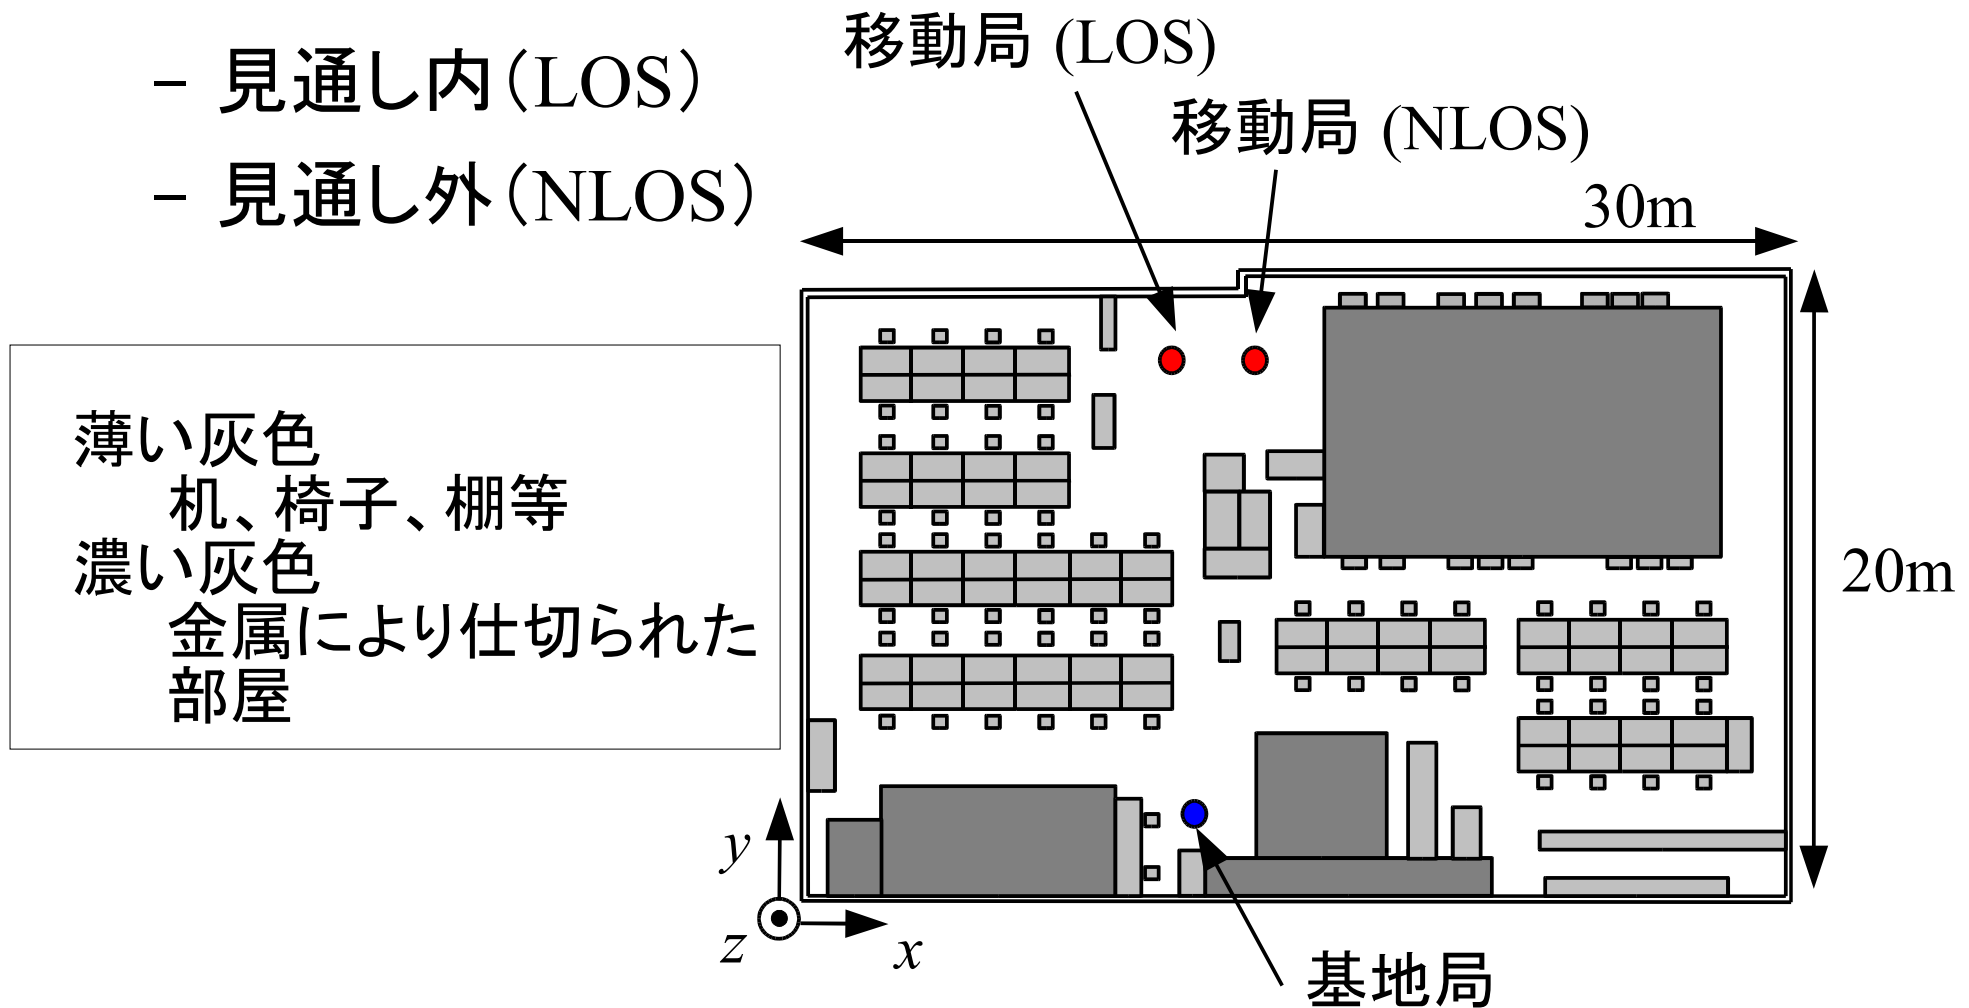 – 見通し内（LOS）
– 見通し外（NLOS）
移動局 (LOS)
移動局 (NLOS)
30m
20m
薄い灰色
机、椅子、棚等
濃い灰色
金属により仕切られた
部屋
y
z
x
基地局